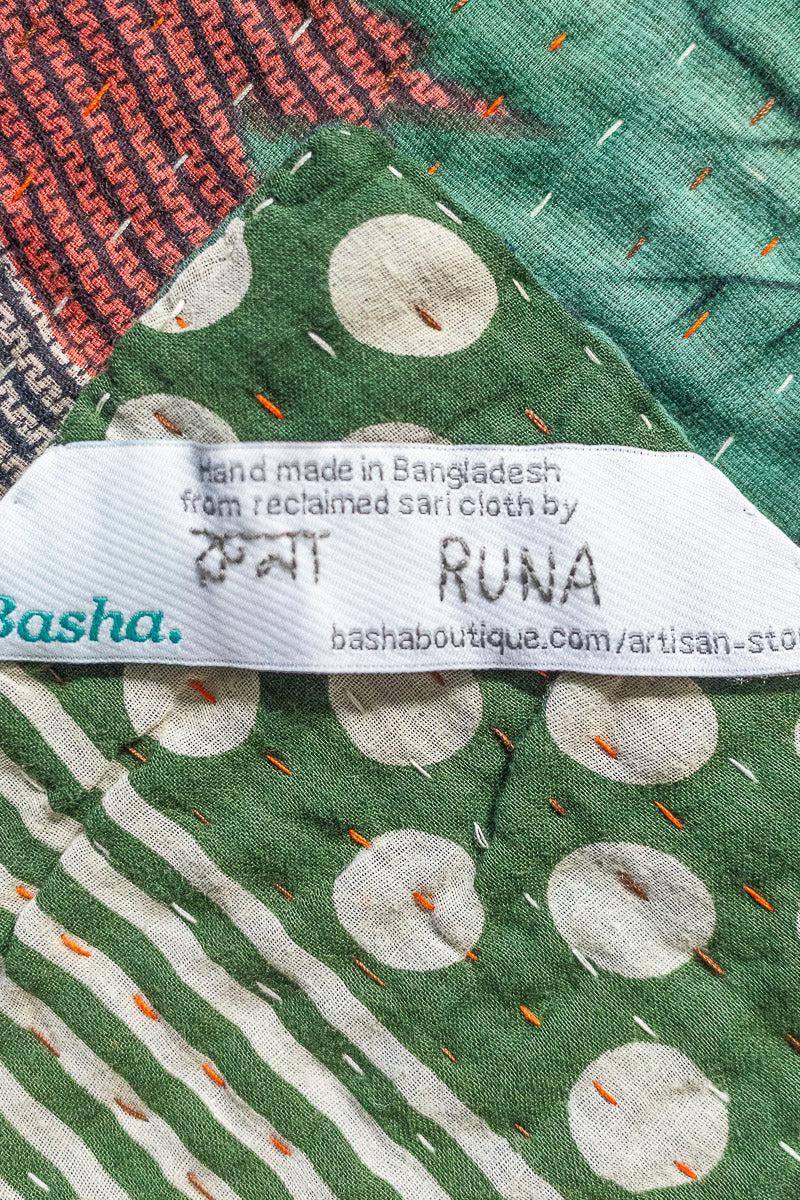 Hand made in Bangladesh
from reclaimed sari cloth by
রুনা RUNA
Basha.
bashaboutique.com/artisan-sto